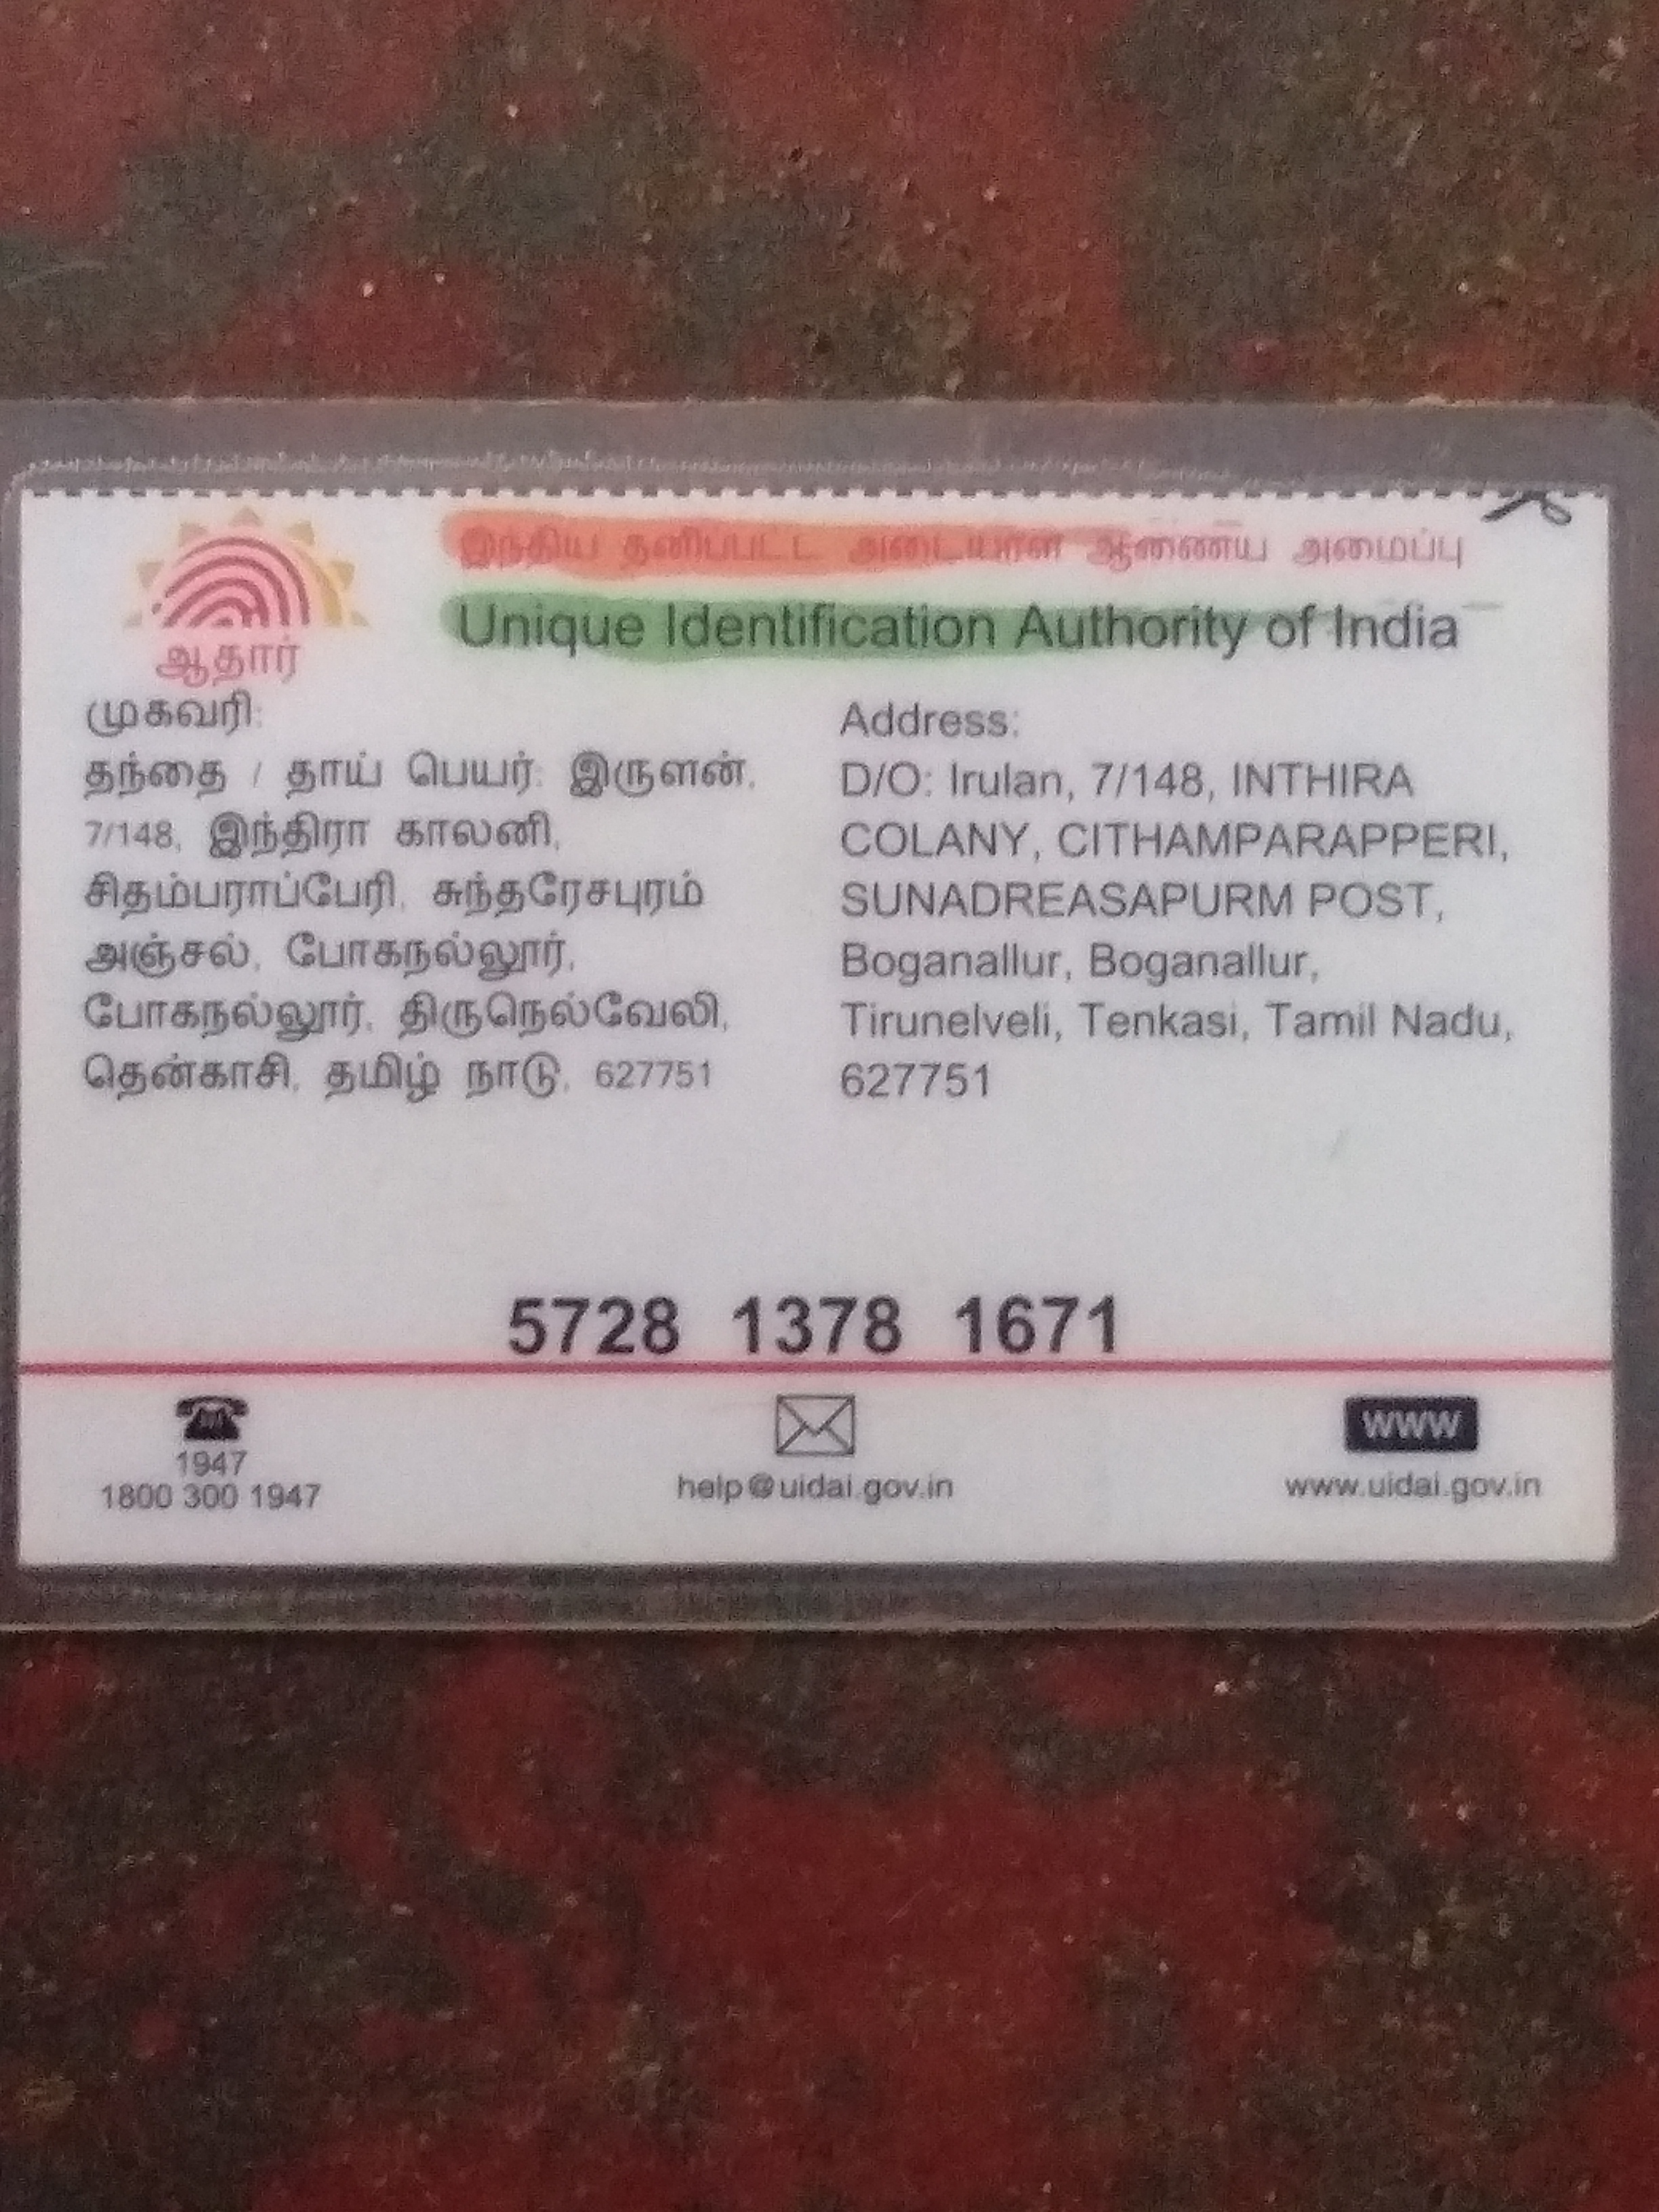 இந்திய தனிப்பட்ட அடையாள ஆணைய அமைப்பு
Unique Identification Authority of India
ஆதார்
முகவரி:
தந்தை / தாய் பெயர்: இருளன்,
7/148, இந்திரா காலனி,
சிதம்பராப்பேரி, சுந்தரேசபுரம்
அஞ்சல், போகநல்லூர்,
போகநல்லூர், திருநெல்வேலி,
தென்காசி, தமிழ் நாடு, 627751
Address:
D/O: Irulan, 7/148, INTHIRA
COLANY, CITHAMPARAPPERI,
SUNADREASAPURM POST,
Boganallur, Boganallur,
Tirunelveli, Tenkasi, Tamil Nadu,
627751
5728 1378 1671
1947
1800 300 1947
help@uidai.gov.in
www
www.uidai.gov.in